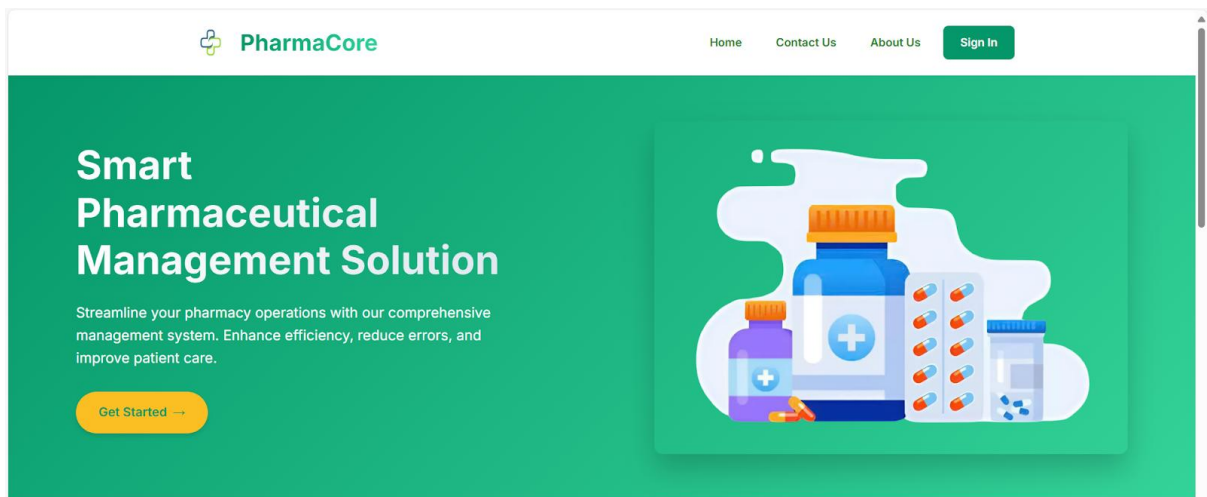 PharmaCore
Home
Contact Us
About Us
Sign In
Smart
Pharmaceutical
Management Solution
Streamline your pharmacy operations with our comprehensive
management system. Enhance efficiency, reduce errors, and
improve patient care.
Get Started →